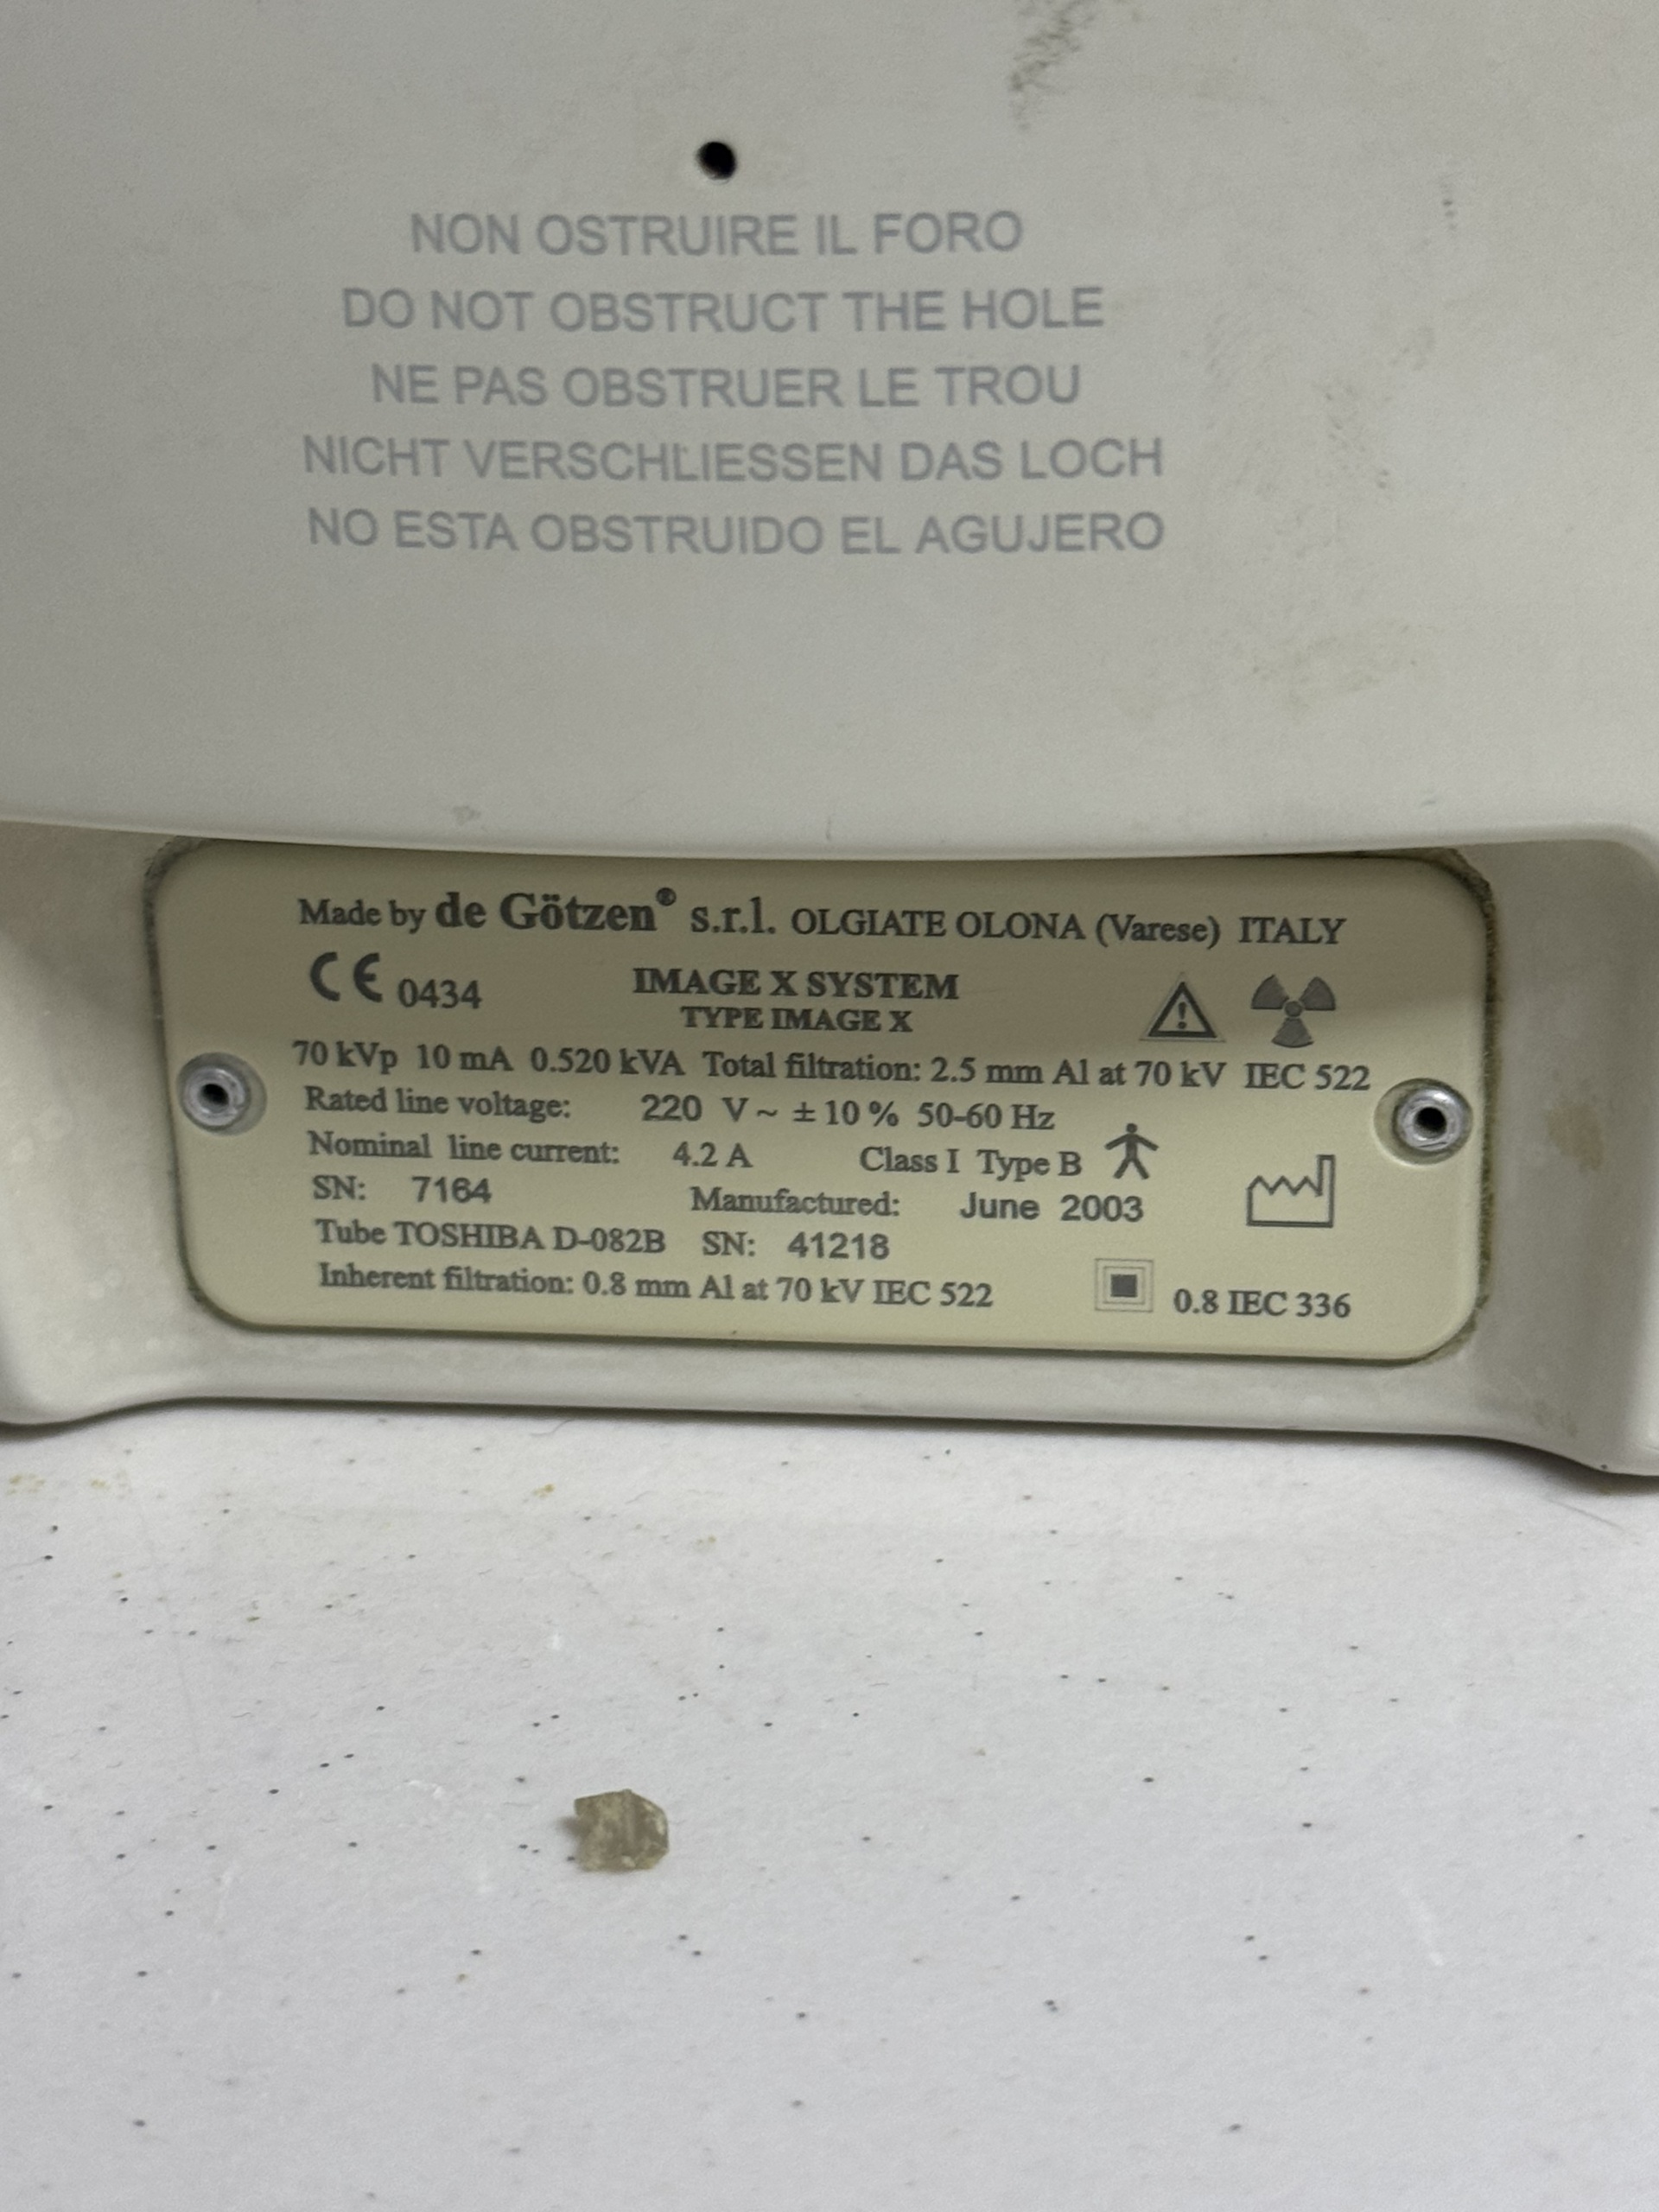 NON OSTRUIRE IL FORO
DO NOT OBSTRUCT THE HOLE
NE PAS OBSTRUER LE TROU
NICHT VERSCHLIESSEN DAS LOCH
NO ESTA OBSTRUIDO EL AGUJERO
Made by de Götzen® s.r.l. OLGIATE OLONA (Varese) ITALY
CE 0434 IMAGE X SYSTEM
TYPE IMAGE X
70 kVp 10 mA 0.520 kVA Total filtration: 2.5 mm Al at 70 kV IEC 522
Rated line voltage: 220 V ~ ± 10 % 50-60 Hz
Nominal line current: 4.2 A Class I Type B
SN: 7164 Manufactured: June 2003
Tube TOSHIBA D-082B SN: 41218
Inherent filtration: 0.8 mm Al at 70 kV IEC 522 0.8 IEC 336